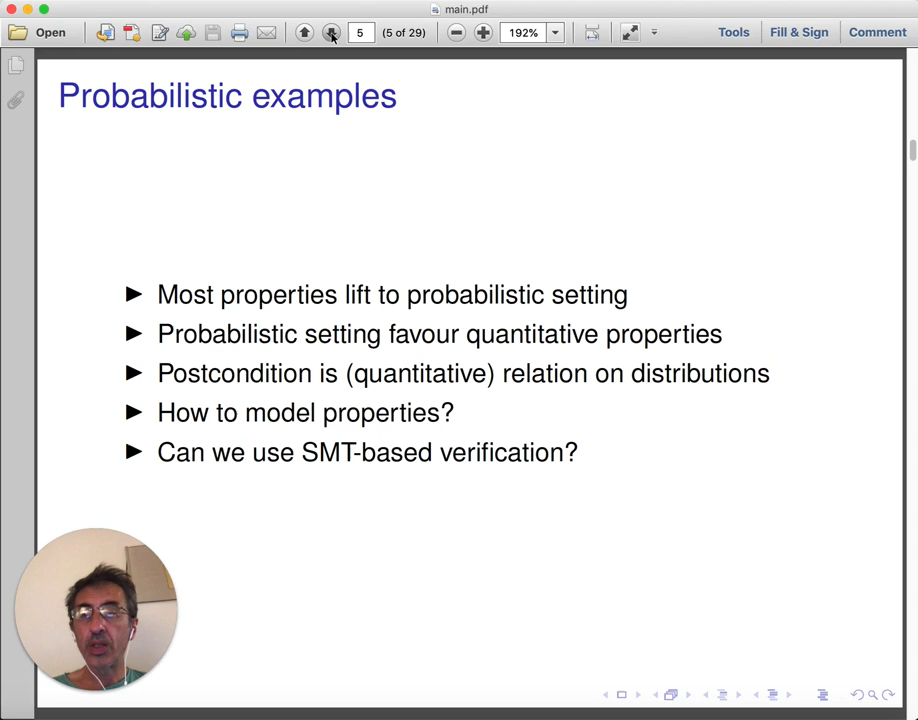 main.pdf
Open
5
(5 of 29)
192%
Tools
Fill & Sign
Comment
Probabilistic examples
Most properties lift to probabilistic setting
Probabilistic setting favour quantitative properties
Postcondition is (quantitative) relation on distributions
How to model properties?
Can we use SMT-based verification?